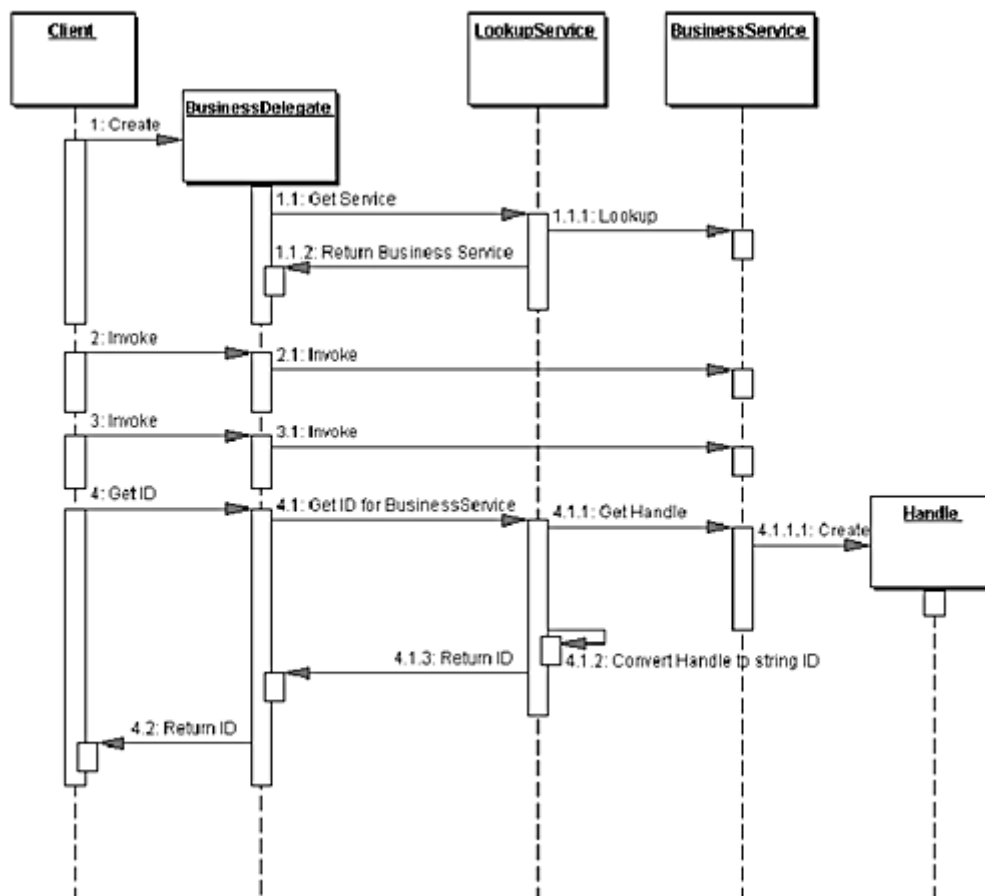 Client
LookupService
BusinessService
BusinessDelegate
1: Create
1.1: Get Service
1.1.1: Lookup
1.1.2: Return Business Service
2: Invoke
2.1: Invoke
3: Invoke
3.1: Invoke
4: Get ID
4.1: Get ID for BusinessService
4.1.1: Get Handle
Handle
4.1.1.1: Create
4.1.2: Convert Handle to string ID
4.1.3: Return ID
4.2: Return ID